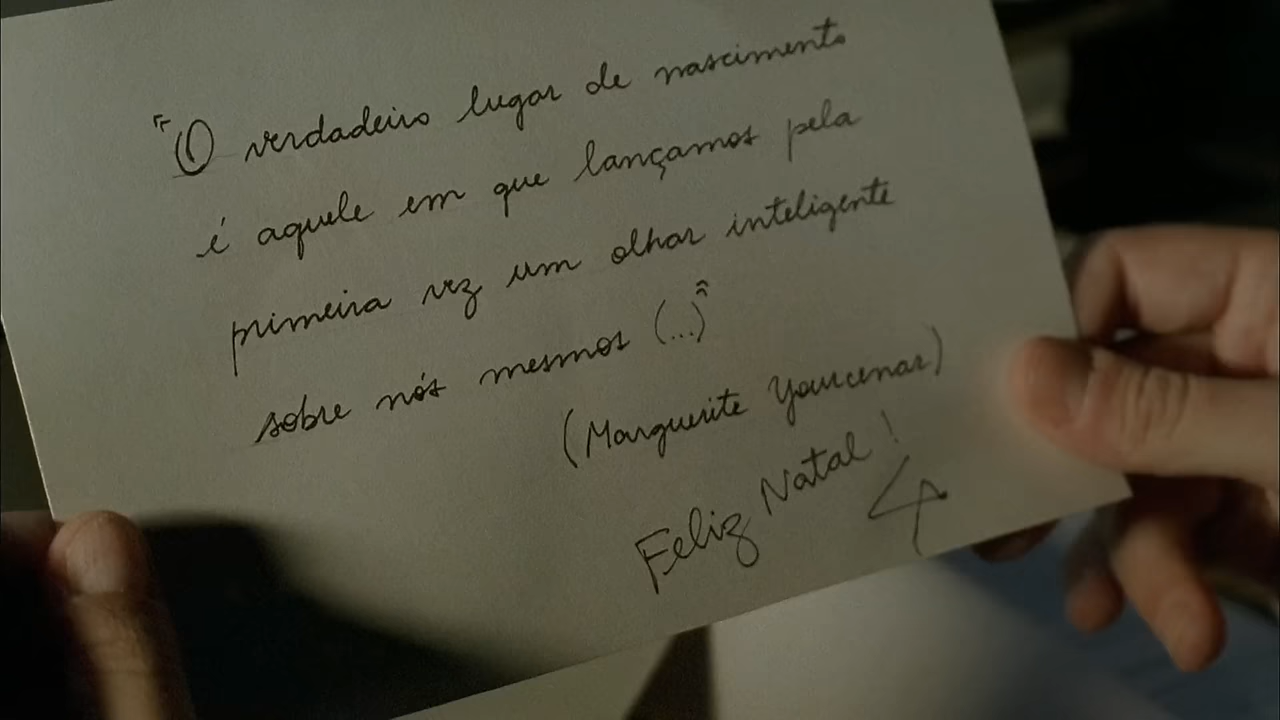 "O verdadeiro lugar de nascimento
é aquele em que lançamos pela
primeira vez um olhar inteligente
sobre nós mesmos (...)"
(Marguerite Yourcenar)
Feliz Natal!